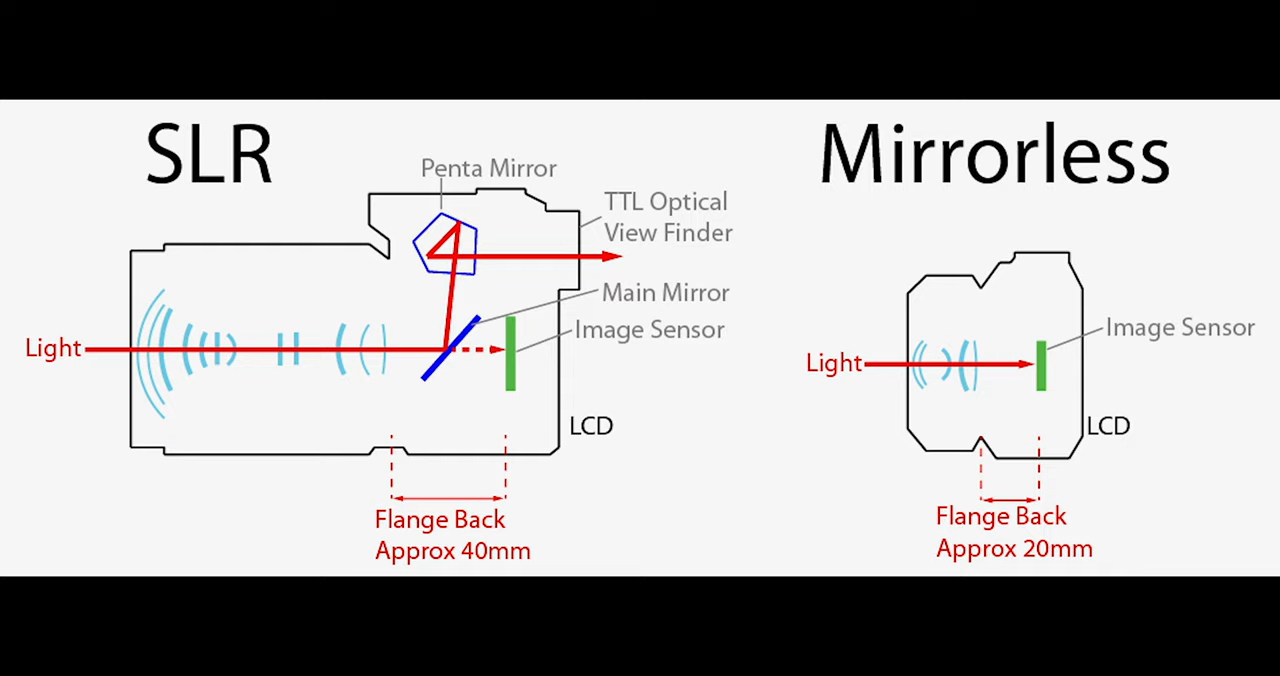 SLR
Penta Mirror
TTL Optical
View Finder
Main Mirror
Image Sensor
Light
LCD
Flange Back
Approx 40mm
Mirrorless
Image Sensor
Light
LCD
Flange Back
Approx 20mm